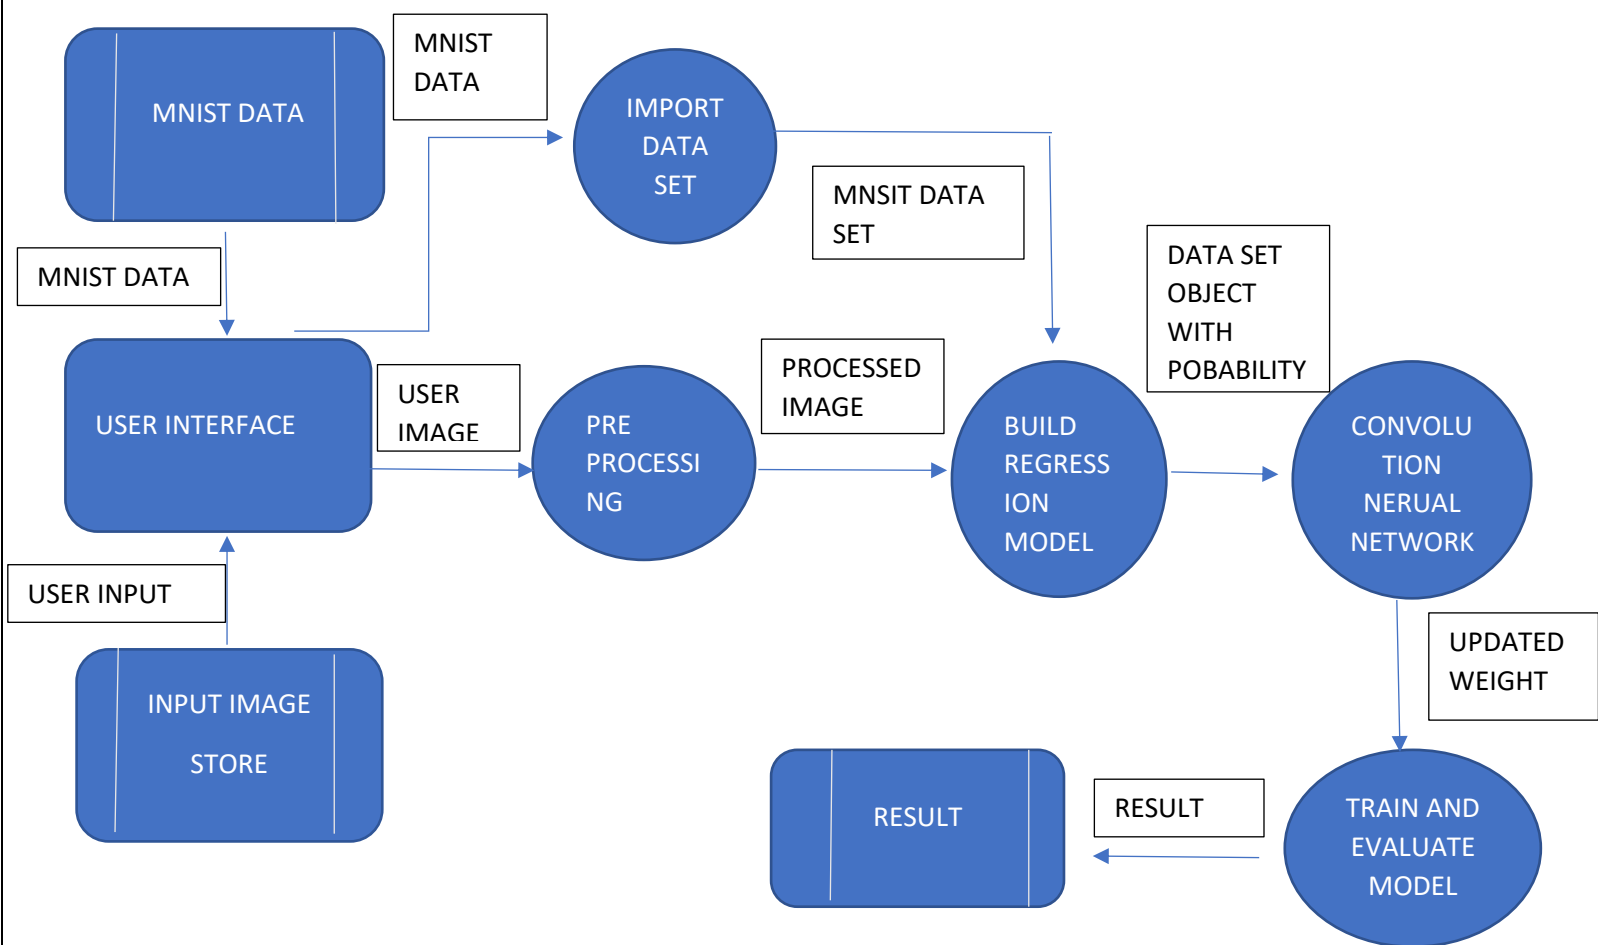 MNIST DATA
MNIST
DATA
IMPORT
DATA
SET
MNSIT DATA
SET
MNIST DATA
DATA SET
OBJECT
WITH
POBABILITY
USER INTERFACE
USER
IMAGE
PRE
PROCESSI
NG
PROCESSED
IMAGE
BUILD
REGRESS
ION
MODEL
CONVOLU
TION
NERUAL
NETWORK
USER INPUT
UPDATED
WEIGHT
INPUT IMAGE
STORE
RESULT
RESULT
TRAIN AND
EVALUATE
MODEL